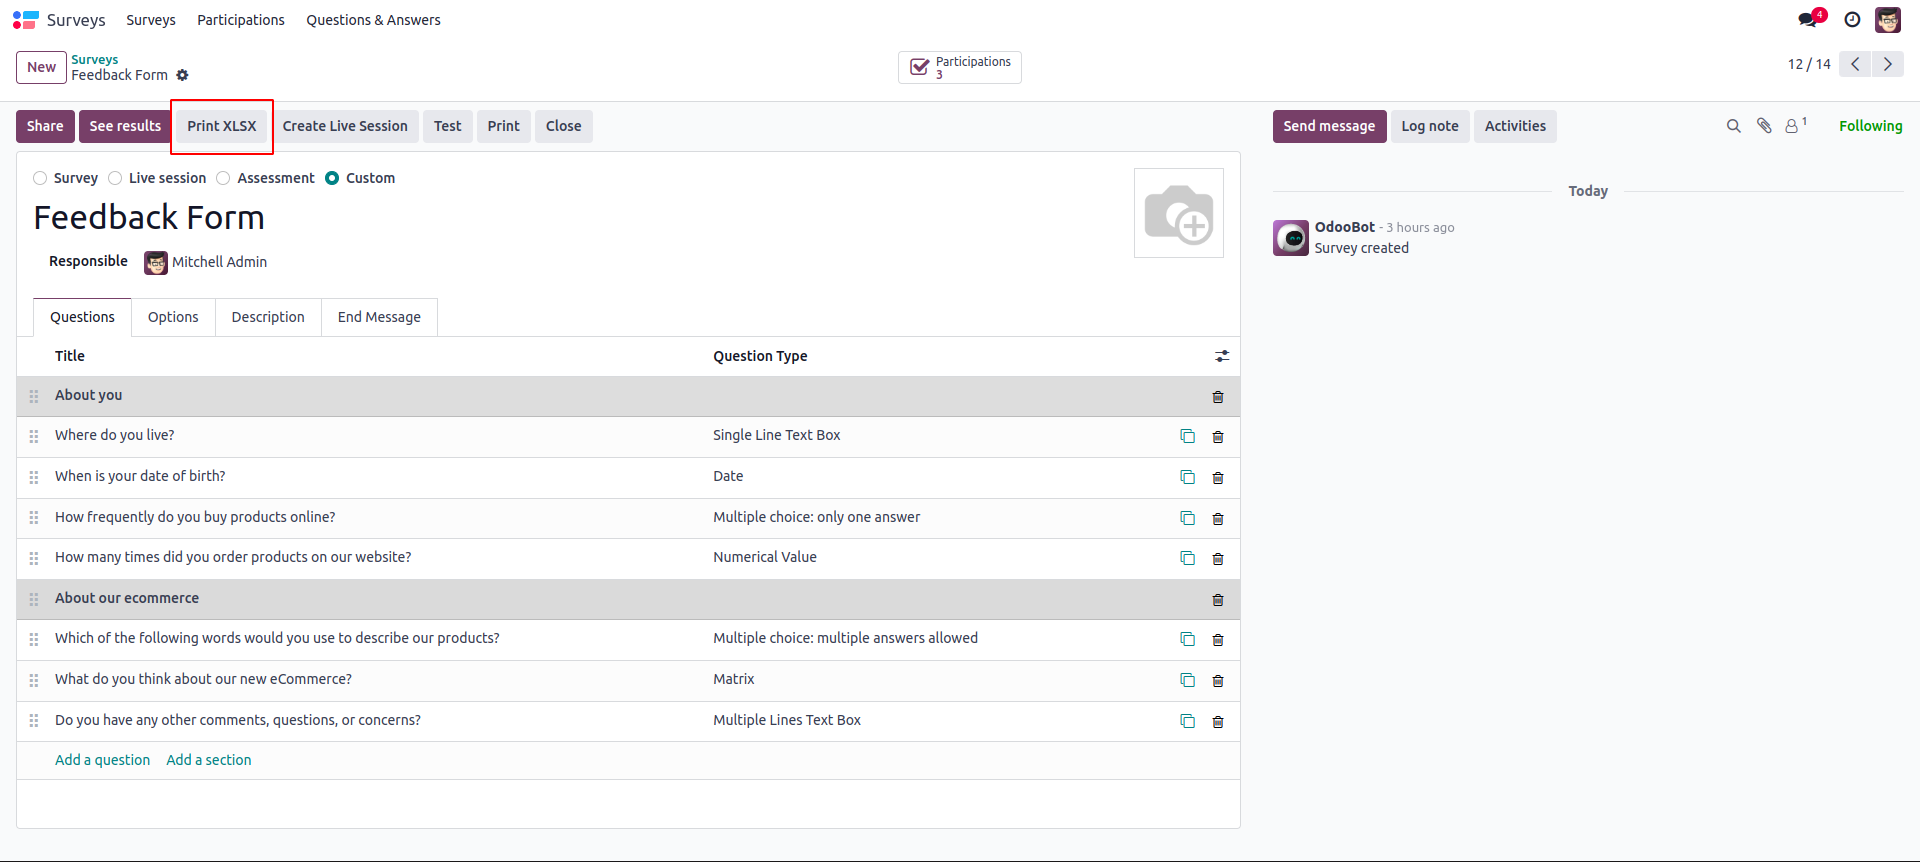 Surveys Surveys Participations Questions & Answers 4
New Surveys Participations 12 / 14
Feedback Form 3
Share See results Print XLSX Create Live Session Test Print Close Send message Log note Activities 1 Following
Survey Live session Assessment Custom
Today
Feedback Form
OdooBot - 3 hours ago
Survey created
Responsible Mitchell Admin
Questions Options Description End Message
Title Question Type
About you
Where do you live? Single Line Text Box
When is your date of birth? Date
How frequently do you buy products online? Multiple choice: only one answer
How many times did you order products on our website? Numerical Value
About our ecommerce
Which of the following words would you use to describe our products? Multiple choice: multiple answers allowed
What do you think about our new eCommerce? Matrix
Do you have any other comments, questions, or concerns? Multiple Lines Text Box
Add a question Add a section